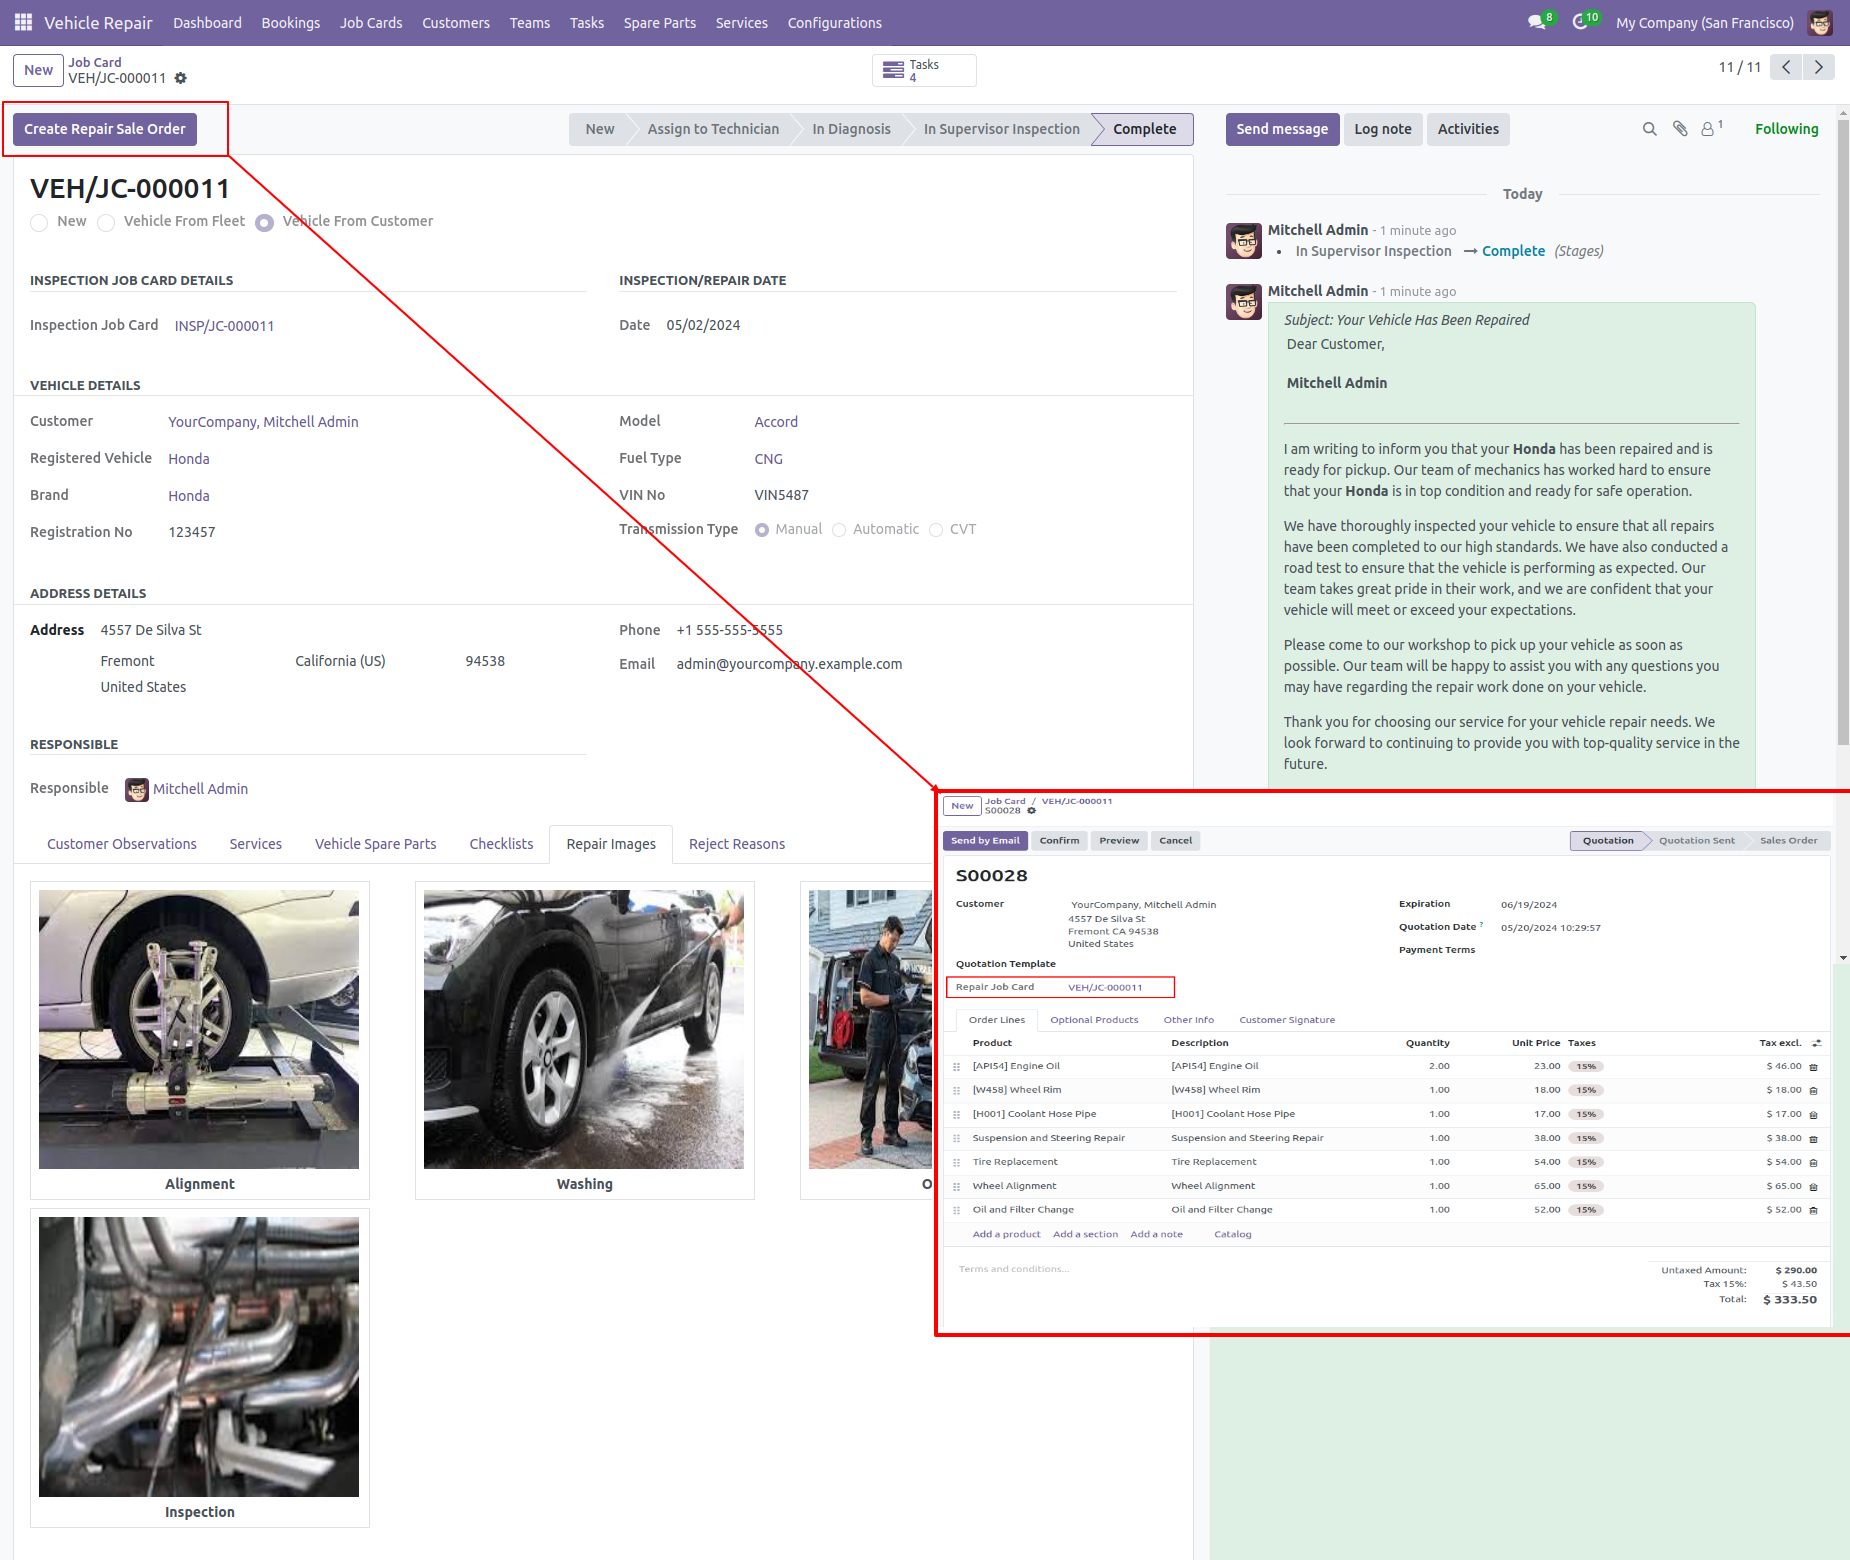 Vehicle Repair Dashboard Bookings Job Cards Customers Teams Tasks Spare Parts Services Configurations 8 10 My Company (San Francisco)
New Job Card
VEH/JC-000011
Tasks
4
11 / 11
Create Repair Sale Order
New Assign to Technician In Diagnosis In Supervisor Inspection Complete
Send message Log note Activities 1 Following
VEH/JC-000011
New Vehicle From Fleet Vehicle From Customer
INSPECTION JOB CARD DETAILS
Inspection Job Card INSP/JC-000011
INSPECTION/REPAIR DATE
Date 05/02/2024
VEHICLE DETAILS
Customer YourCompany, Mitchell Admin
Registered Vehicle Honda
Brand Honda
Registration No 123457
Model Accord
Fuel Type CNG
VIN No VIN5487
Transmission Type Manual Automatic CVT
ADDRESS DETAILS
Address 4557 De Silva St
Fremont California (US) 94538
United States
Phone +1 555-555-5555
Email admin@yourcompany.example.com
RESPONSIBLE
Responsible Mitchell Admin
Customer Observations Services Vehicle Spare Parts Checklists Repair Images Reject Reasons
Alignment
Washing
O
Inspection
Today
Mitchell Admin - 1 minute ago
• In Supervisor Inspection → Complete (Stages)
Mitchell Admin - 1 minute ago
Subject: Your Vehicle Has Been Repaired
Dear Customer,
Mitchell Admin
I am writing to inform you that your Honda has been repaired and is
ready for pickup. Our team of mechanics has worked hard to ensure
that your Honda is in top condition and ready for safe operation.
We have thoroughly inspected your vehicle to ensure that all repairs
have been completed to our high standards. We have also conducted a
road test to ensure that the vehicle is performing as expected. Our
team takes great pride in their work, and we are confident that your
vehicle will meet or exceed your expectations.
Please come to our workshop to pick up your vehicle as soon as
possible. Our team will be happy to assist you with any questions you
may have regarding the repair work done on your vehicle.
Thank you for choosing our service for your vehicle repair needs. We
look forward to continuing to provide you with top-quality service in the
future.
New Job Card / VEH/JC-000011
S00028
Send by Email Confirm Preview Cancel
Quotation Quotation Sent Sales Order
S00028
Customer YourCompany, Mitchell Admin
4557 De Silva St
Fremont CA 94538
United States
Expiration 06/19/2024
Quotation Date ? 05/20/2024 10:29:57
Payment Terms
Quotation Template
Repair Job Card VEH/JC-000011
Order Lines Optional Products Other Info Customer Signature
Product Description Quantity Unit Price Taxes Tax excl.
[API54] Engine Oil [API54] Engine Oil 2.00 23.00 15% $ 46.00
[W458] Wheel Rim [W458] Wheel Rim 1.00 18.00 15% $ 18.00
[H001] Coolant Hose Pipe [H001] Coolant Hose Pipe 1.00 17.00 15% $ 17.00
Suspension and Steering Repair Suspension and Steering Repair 1.00 38.00 15% $ 38.00
Tire Replacement Tire Replacement 1.00 54.00 15% $ 54.00
Wheel Alignment Wheel Alignment 1.00 65.00 15% $ 65.00
Oil and Filter Change Oil and Filter Change 1.00 52.00 15% $ 52.00
Add a product Add a section Add a note Catalog
Terms and conditions...
Untaxed Amount: $ 290.00
Tax 15%: $ 43.50
Total: $ 333.50